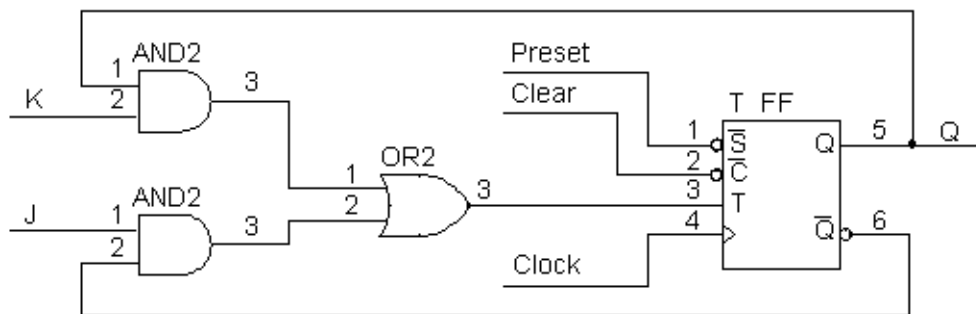 AND2
1
K
2
3
AND2
J
1
2
3
OR2
1
2
3
Preset
Clear
Clock
T FF
1
S̅
2
C̅
3
T
4
Q
5
Q
Q̅
6